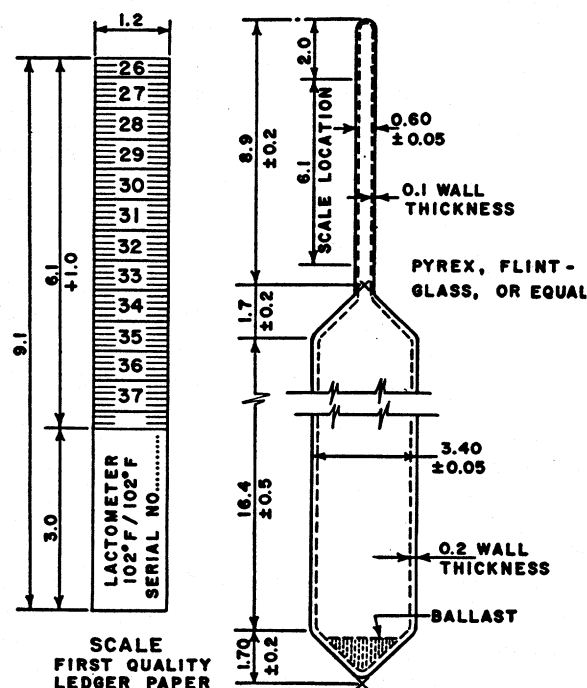 1.2
26
27
28
29
30
31
32
33
34
35
36
37
6.1
+1.0
9.1
3.0
LACTOMETER
102°F/102°F
SERIAL NO..........
SCALE
FIRST QUALITY
LEDGER PAPER
2.0
8.9
±0.2
6.1
SCALE LOCATION
0.60
±0.05
0.1 WALL
THICKNESS
PYREX, FLINT-
GLASS, OR EQUAL
1.7
±0.2
16.4
±0.5
3.40
±0.05
0.2 WALL
THICKNESS
BALLAST
1.70
±0.2